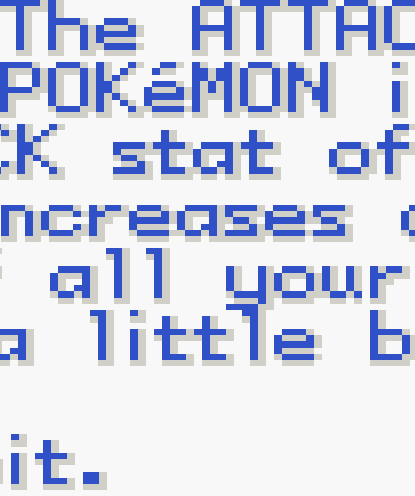 The ATTAC
POKéMON i
K stat of
ncreases a
all your
a little b
it.